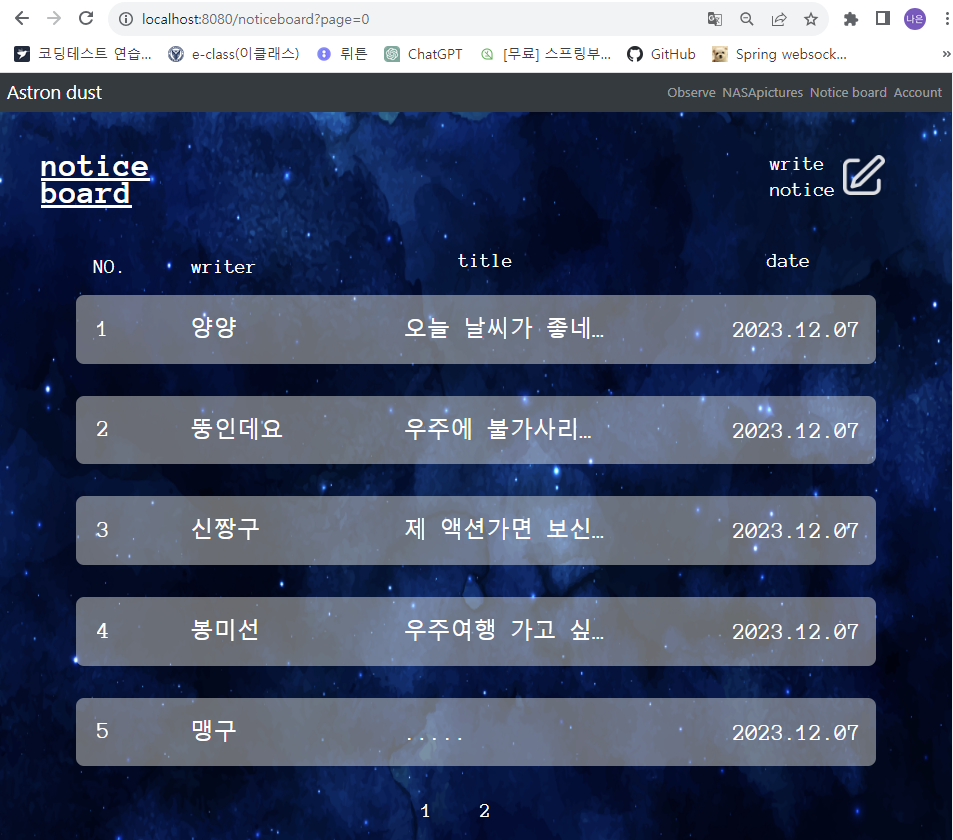 localhost:8080/noticeboard?page=0
나은
코딩테스트 연습... e-class(이클래스) 뤼튼 ChatGPT [무료] 스프링부... GitHub Spring websock... »
Astron dust Observe NASApictures Notice board Account
notice
board
write
notice
NO. writer title date
1 양양 오늘 날씨가 좋네… 2023.12.07
2 뚱인데요 우주에 불가사리… 2023.12.07
3 신짱구 제 액션가면 보신… 2023.12.07
4 봉미선 우주여행 가고 싶… 2023.12.07
5 맹구 ..... 2023.12.07
1 2